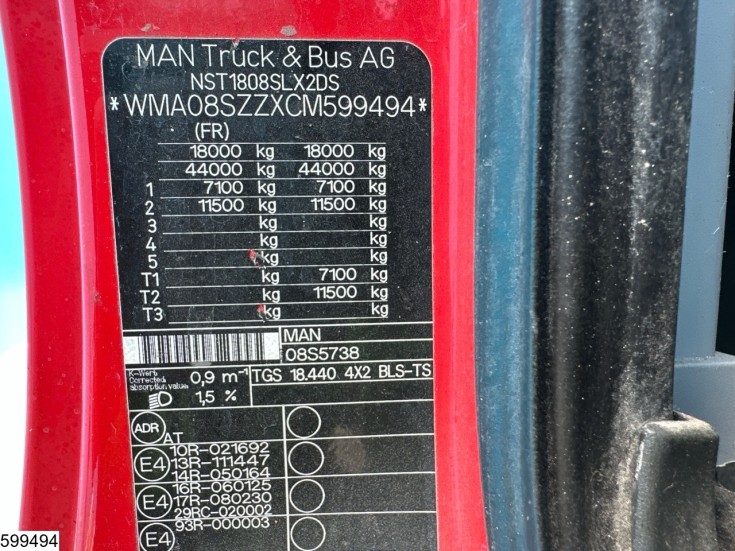 MAN Truck & Bus AG
NST1808SLX2DS
*WMA08SZZXCM599494*
(FR)
18000 kg 18000 kg
44000 kg 44000 kg
1 7100 kg 7100 kg
2 11500 kg 11500 kg
3 kg kg
4 kg kg
5 kg kg
T1 kg 7100 kg
T2 kg 11500 kg
T3 kg kg
MAN
08S5738
K-Wert
Corrected
absorption value
0,9 m⁻¹
TGS 18.440 4X2 BLS-TS
1,5 %
ADR AT
10R-021692
E4 13R-111447
14R-050164
16R-060125
E4 17R-080230
29RC-020002
93R-000003
E4
599494